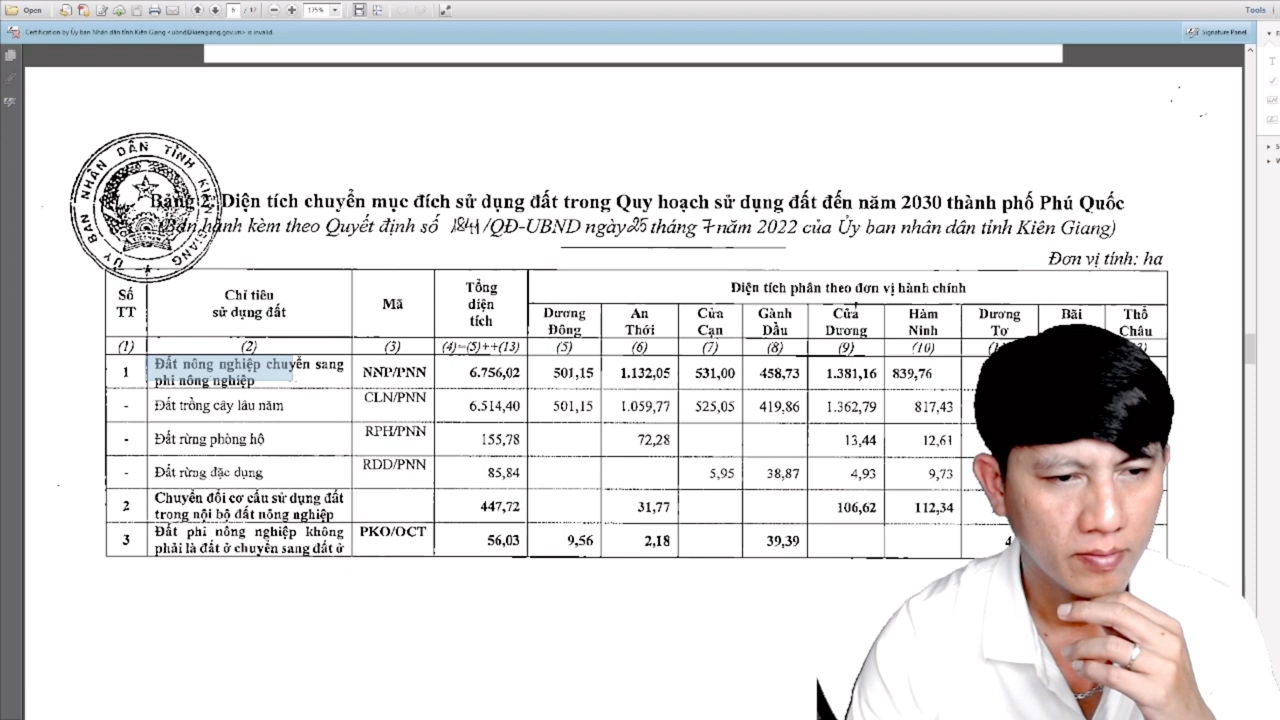 Open
6 / 17
175%
Tools
Certification by Ủy ban Nhân dân tỉnh Kiên Giang <ubnd@kiengiang.gov.vn> is invalid.
Signature Panel
ỦY BAN NHÂN DÂN TỈNH KIÊN GIANG
Bảng 2: Diện tích chuyển mục đích sử dụng đất trong Quy hoạch sử dụng đất đến năm 2030 thành phố Phú Quốc
(Ban hành kèm theo Quyết định số 1841/QĐ-UBND ngày 25 tháng 7 năm 2022 của Ủy ban nhân dân tỉnh Kiên Giang)
Đơn vị tính: ha
Số TT Chỉ tiêu sử dụng đất Mã Tổng diện tích Diện tích phân theo đơn vị hành chính
Dương Đông An Thới Cửa Cạn Gành Dầu Cửa Dương Hàm Ninh Dương Tơ Bãi Thổ Châu
(1) (2) (3) (4)=(5)++(13) (5) (6) (7) (8) (9) (10)
1 Đất nông nghiệp chuyển sang phi nông nghiệp NNP/PNN 6.756,02 501,15 1.132,05 531,00 458,73 1.381,16 839,76
- Đất trồng cây lâu năm CLN/PNN 6.514,40 501,15 1.059,77 525,05 419,86 1.362,79 817,43
- Đất rừng phòng hộ RPH/PNN 155,78 72,28 13,44 12,61
- Đất rừng đặc dụng RDD/PNN 85,84 5,95 38,87 4,93 9,73
2 Chuyển đổi cơ cấu sử dụng đất trong nội bộ đất nông nghiệp 447,72 31,77 106,62 112,34
3 Đất phi nông nghiệp không phải là đất ở chuyển sang đất ở PKO/OCT 56,03 9,56 2,18 39,39